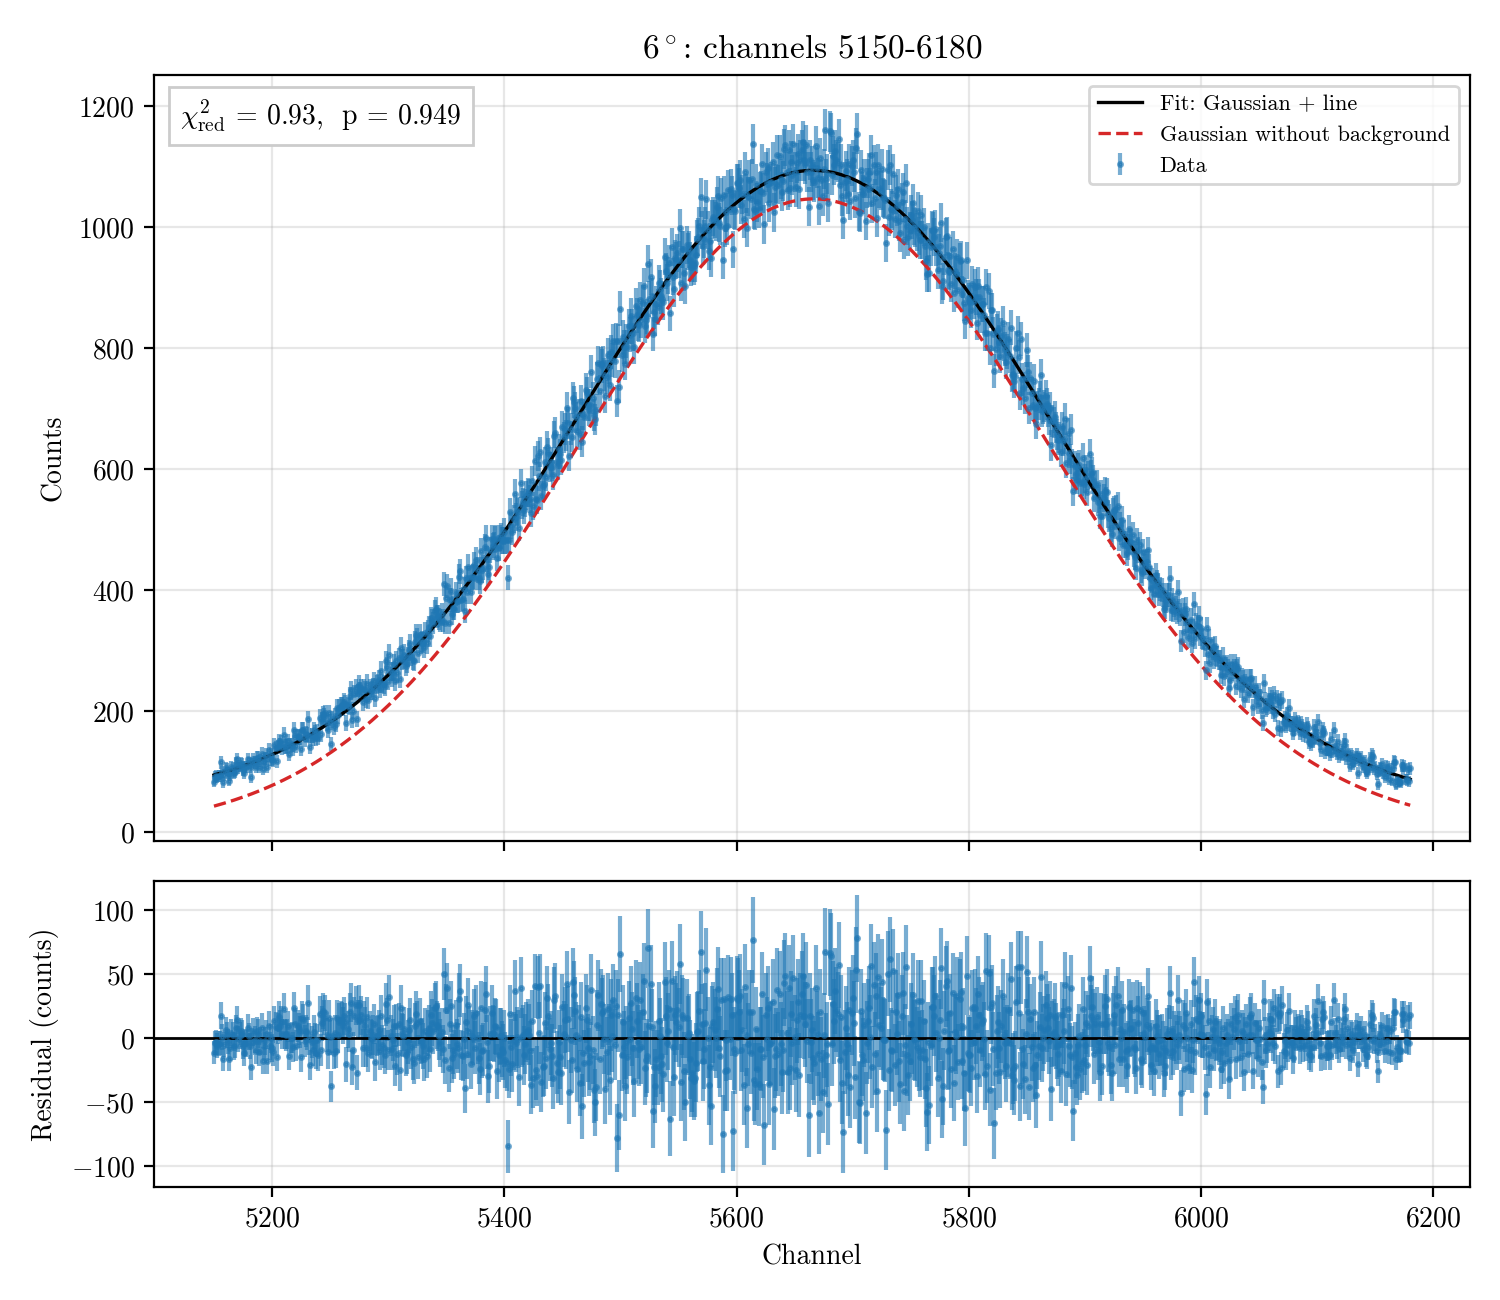 6°: channels 5150-6180
χ²red = 0.93, p = 0.949
Fit: Gaussian + line
Gaussian without background
Data
1200
1000
800
600
400
200
0
Counts
100
50
0
−50
−100
Residual (counts)
5200 5400 5600 5800 6000 6200
Channel